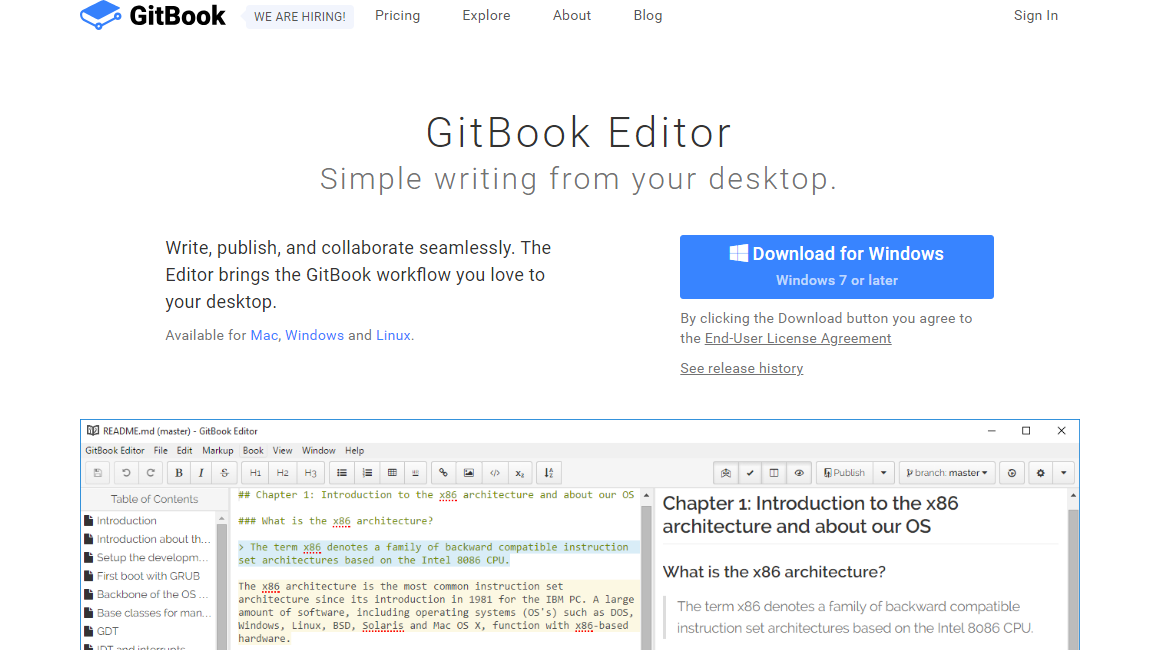 GitBook
WE ARE HIRING!
Pricing
Explore
About
Blog
Sign In
GitBook Editor
Simple writing from your desktop.
Write, publish, and collaborate seamlessly. The
Editor brings the GitBook workflow you love to
your desktop.
Available for Mac, Windows and Linux.
Download for Windows
Windows 7 or later
By clicking the Download button you agree to
the End-User License Agreement
See release history
README.md (master) - GitBook Editor
GitBook Editor File Edit Markup Book View Window Help
B I S H1 H2 H3 x₂ Publish branch: master
Table of Contents
Introduction
Introduction about th...
Setup the developm...
First boot with GRUB
Backbone of the OS ...
Base classes for man...
GDT
IDT and interrupts
## Chapter 1: Introduction to the x86 architecture and about our OS
### What is the x86 architecture?
> The term x86 denotes a family of backward compatible instruction
set architectures based on the Intel 8086 CPU.
The x86 architecture is the most common instruction set
architecture since its introduction in 1981 for the IBM PC. A large
amount of software, including operating systems (OS's) such as DOS,
Windows, Linux, BSD, Solaris and Mac OS X, function with x86-based
hardware.
Chapter 1: Introduction to the x86
architecture and about our OS
What is the x86 architecture?
The term x86 denotes a family of backward compatible
instruction set architectures based on the Intel 8086 CPU.